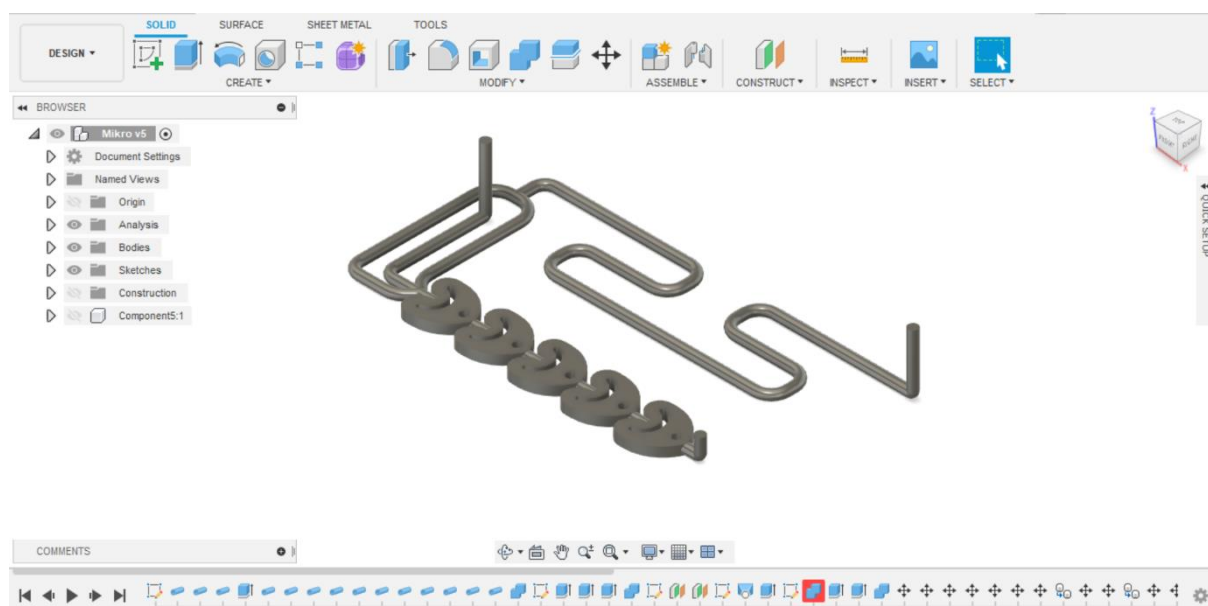 SOLID SURFACE SHEET METAL TOOLS
DESIGN
CREATE MODIFY ASSEMBLE CONSTRUCT INSPECT INSERT SELECT
BROWSER
Mikro v5
Document Settings
Named Views
Origin
Analysis
Bodies
Sketches
Construction
Component5:1
Z
X
QUICK SETUP
COMMENTS